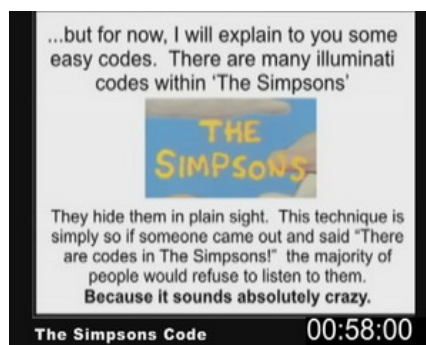 ...but for now, I will explain to you some
easy codes. There are many illuminati
codes within 'The Simpsons'
THE
SIMPSONS
They hide them in plain sight. This technique is
simply so if someone came out and said "There
are codes in The Simpsons!" the majority of
people would refuse to listen to them.
Because it sounds absolutely crazy.
The Simpsons Code
00:58:00